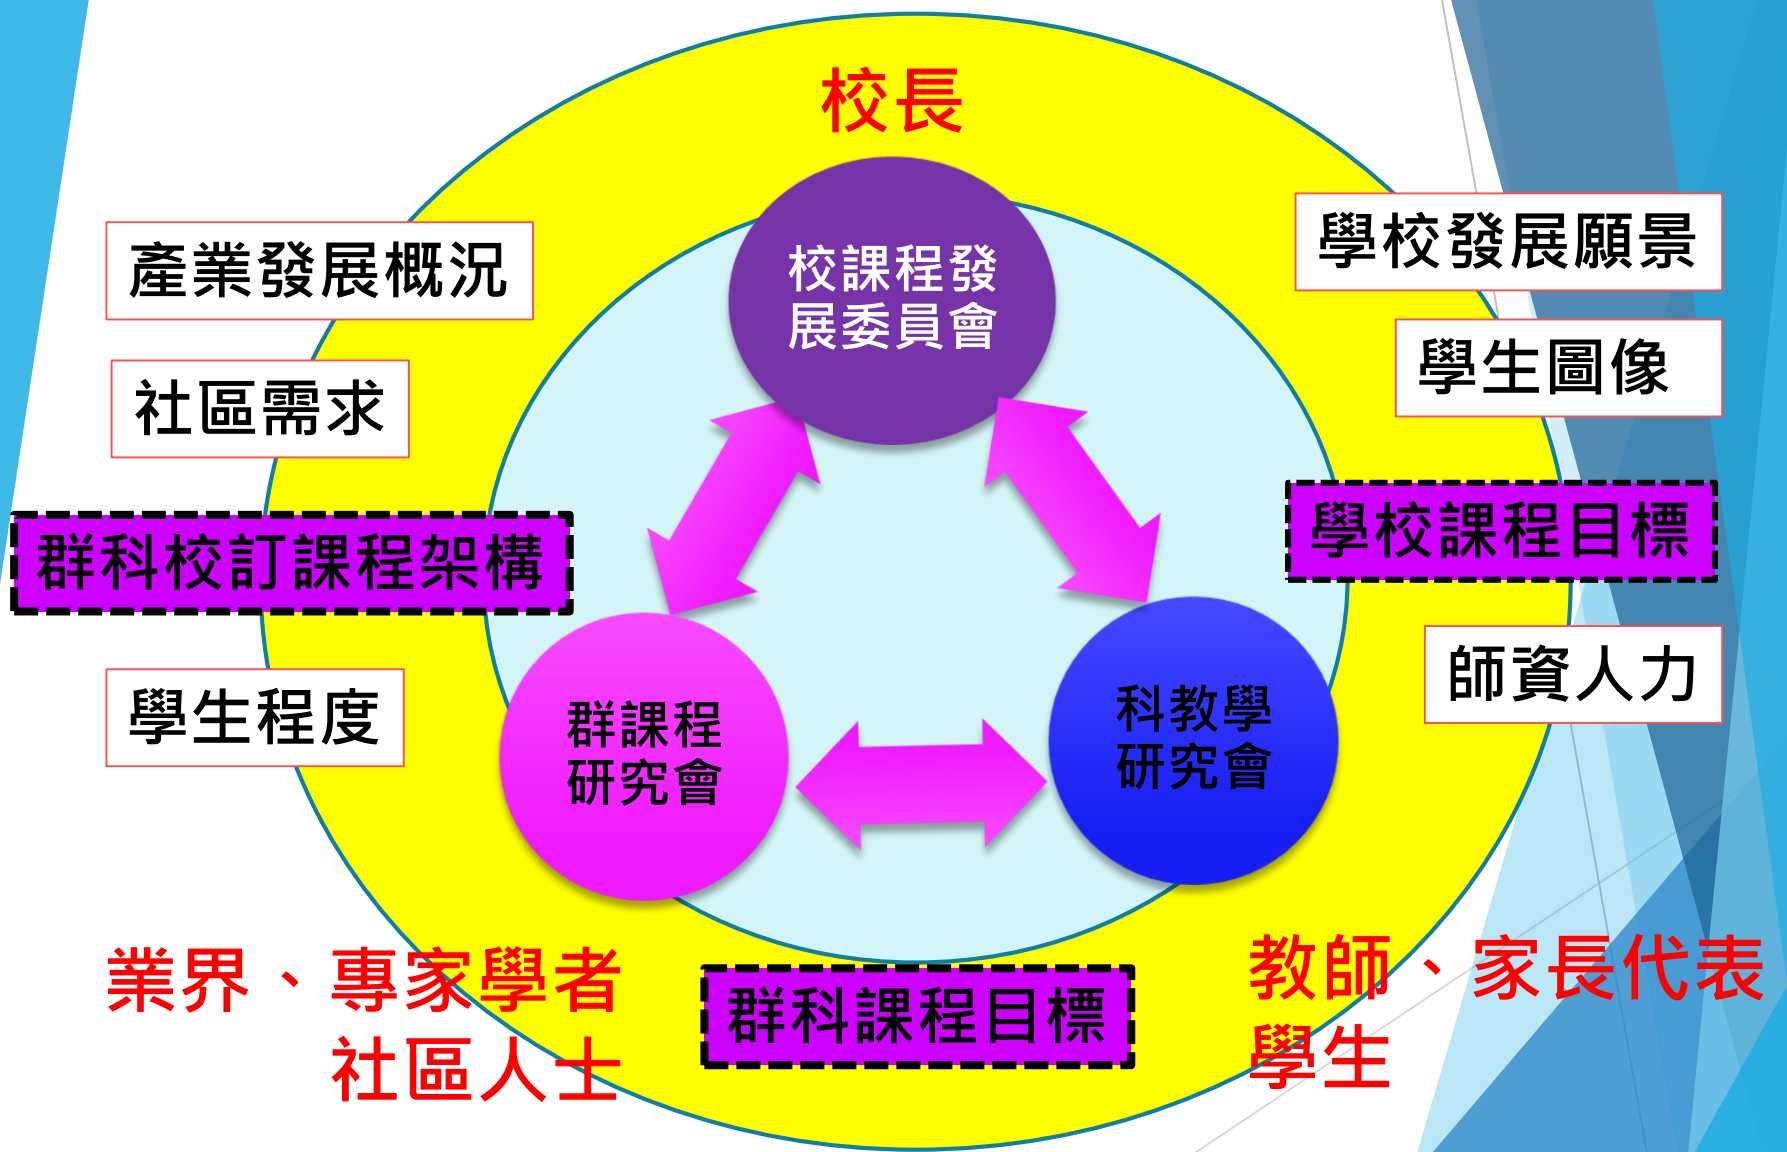 校長
校課程發
展委員會
產業發展概況
社區需求
群科校訂課程架構
學生程度
學校發展願景
學生圖像
學校課程目標
師資人力
群課程
研究會
科教學
研究會
業界、專家學者
社區人士
群科課程目標
教師、家長代表
學生